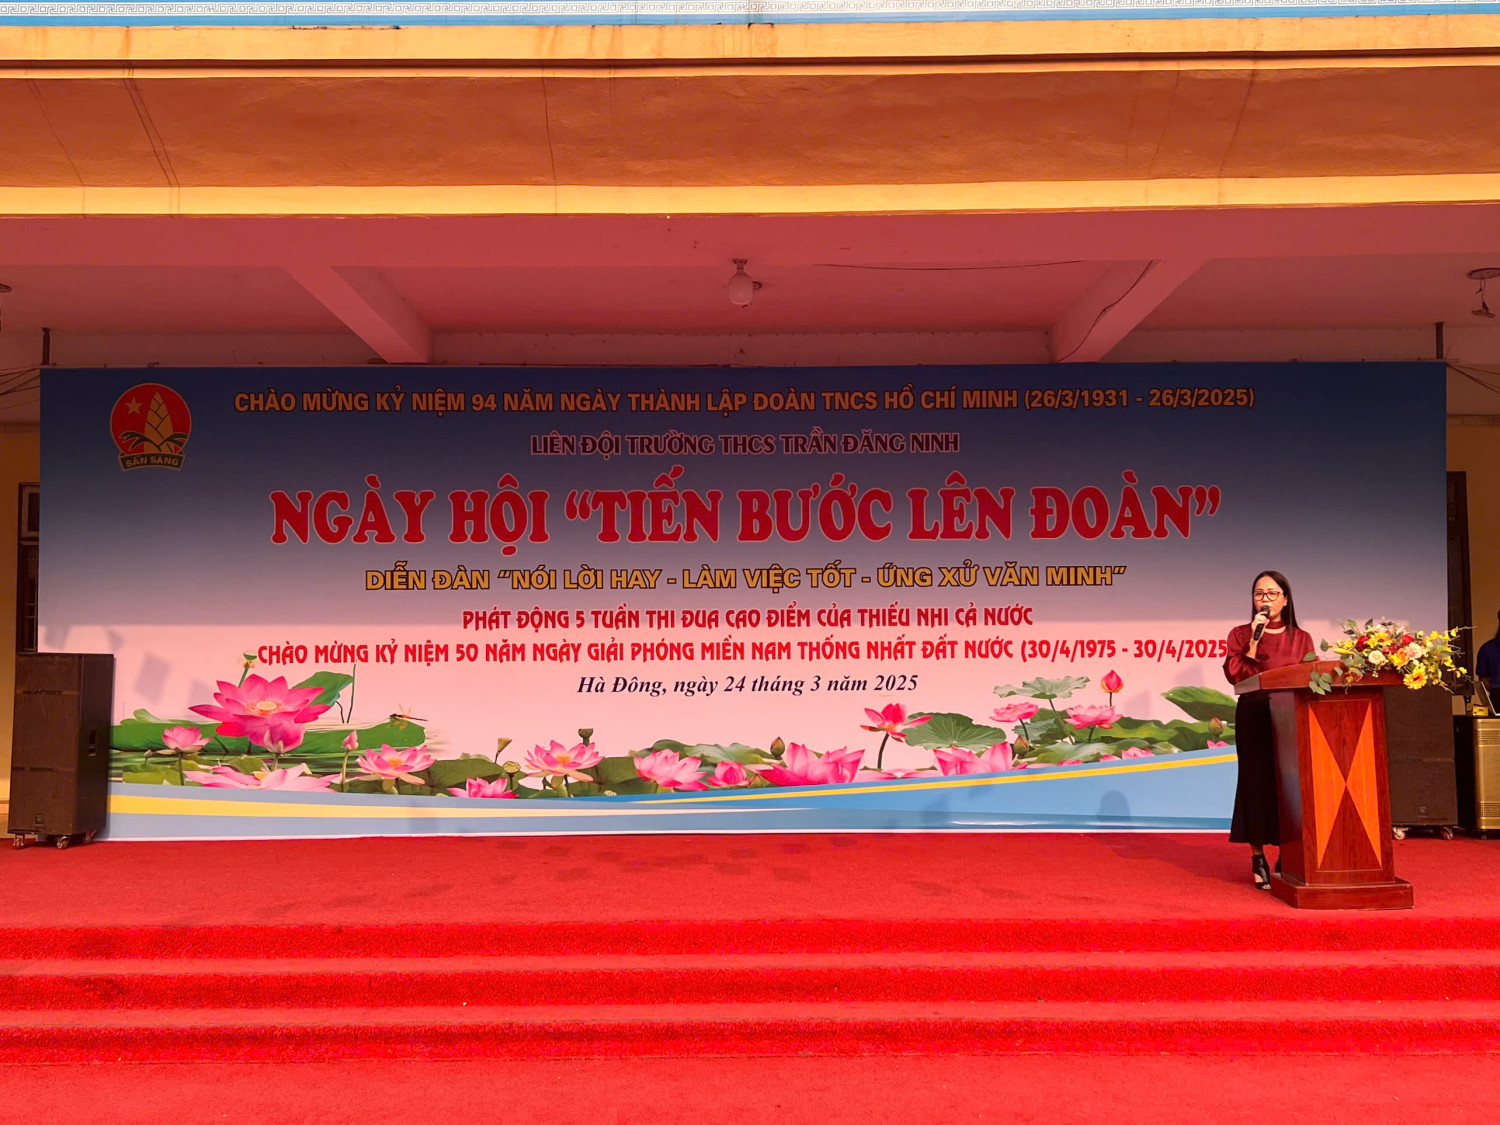 CHÀO MỪNG KỶ NIỆM 94 NĂM NGÀY THÀNH LẬP ĐOÀN TNCS HỒ CHÍ MINH (26/3/1931 - 26/3/2025)
LIÊN ĐỘI TRƯỜNG THCS TRẦN ĐĂNG NINH
SẴN SÀNG
NGÀY HỘI “TIẾN BƯỚC LÊN ĐOÀN”
DIỄN ĐÀN “NÓI LỜI HAY - LÀM VIỆC TỐT - ỨNG XỬ VĂN MINH”
PHÁT ĐỘNG 5 TUẦN THI ĐUA CAO ĐIỂM CỦA THIẾU NHI CẢ NƯỚC
CHÀO MỪNG KỶ NIỆM 50 NĂM NGÀY GIẢI PHÓNG MIỀN NAM THỐNG NHẤT ĐẤT NƯỚC (30/4/1975 - 30/4/2025
Hà Đông, ngày 24 tháng 3 năm 2025